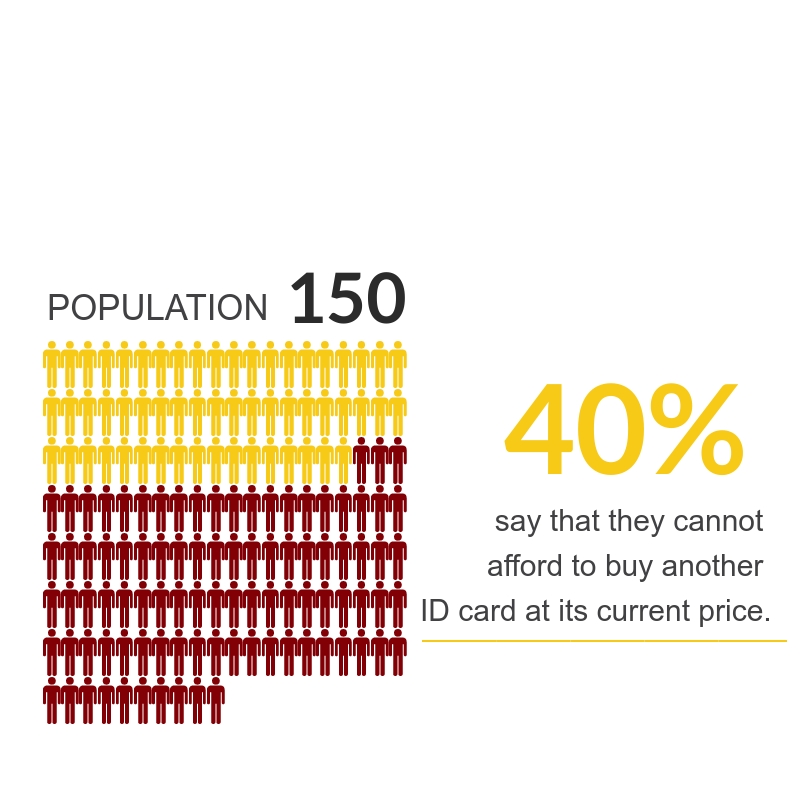 POPULATION 150
40%
say that they cannot
afford to buy another
ID card at its current price.